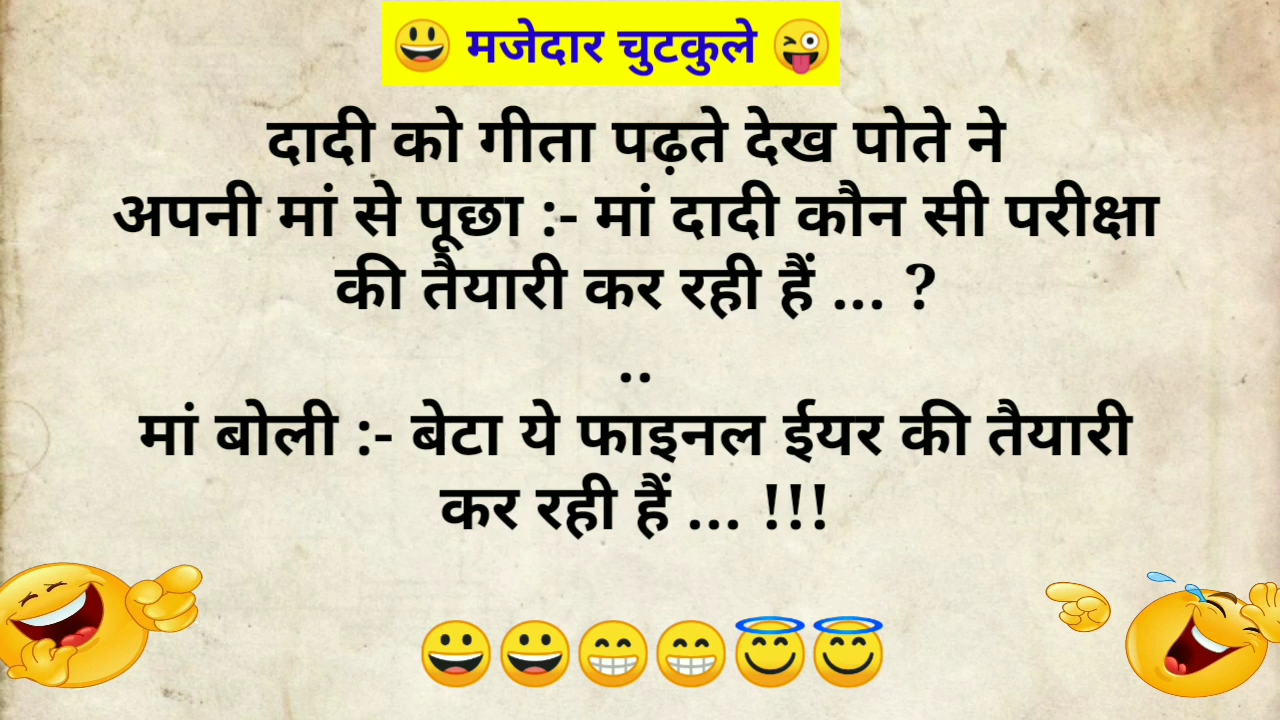 😃 मजेदार चुटकुले 😜
दादी को गीता पढ़ते देख पोते ने
अपनी मां से पूछा :- मां दादी कौन सी परीक्षा
की तैयारी कर रही हैं ... ?
..
मां बोली :- बेटा ये फाइनल ईयर की तैयारी
कर रही हैं ... !!!
😀😀😁😁😇😇